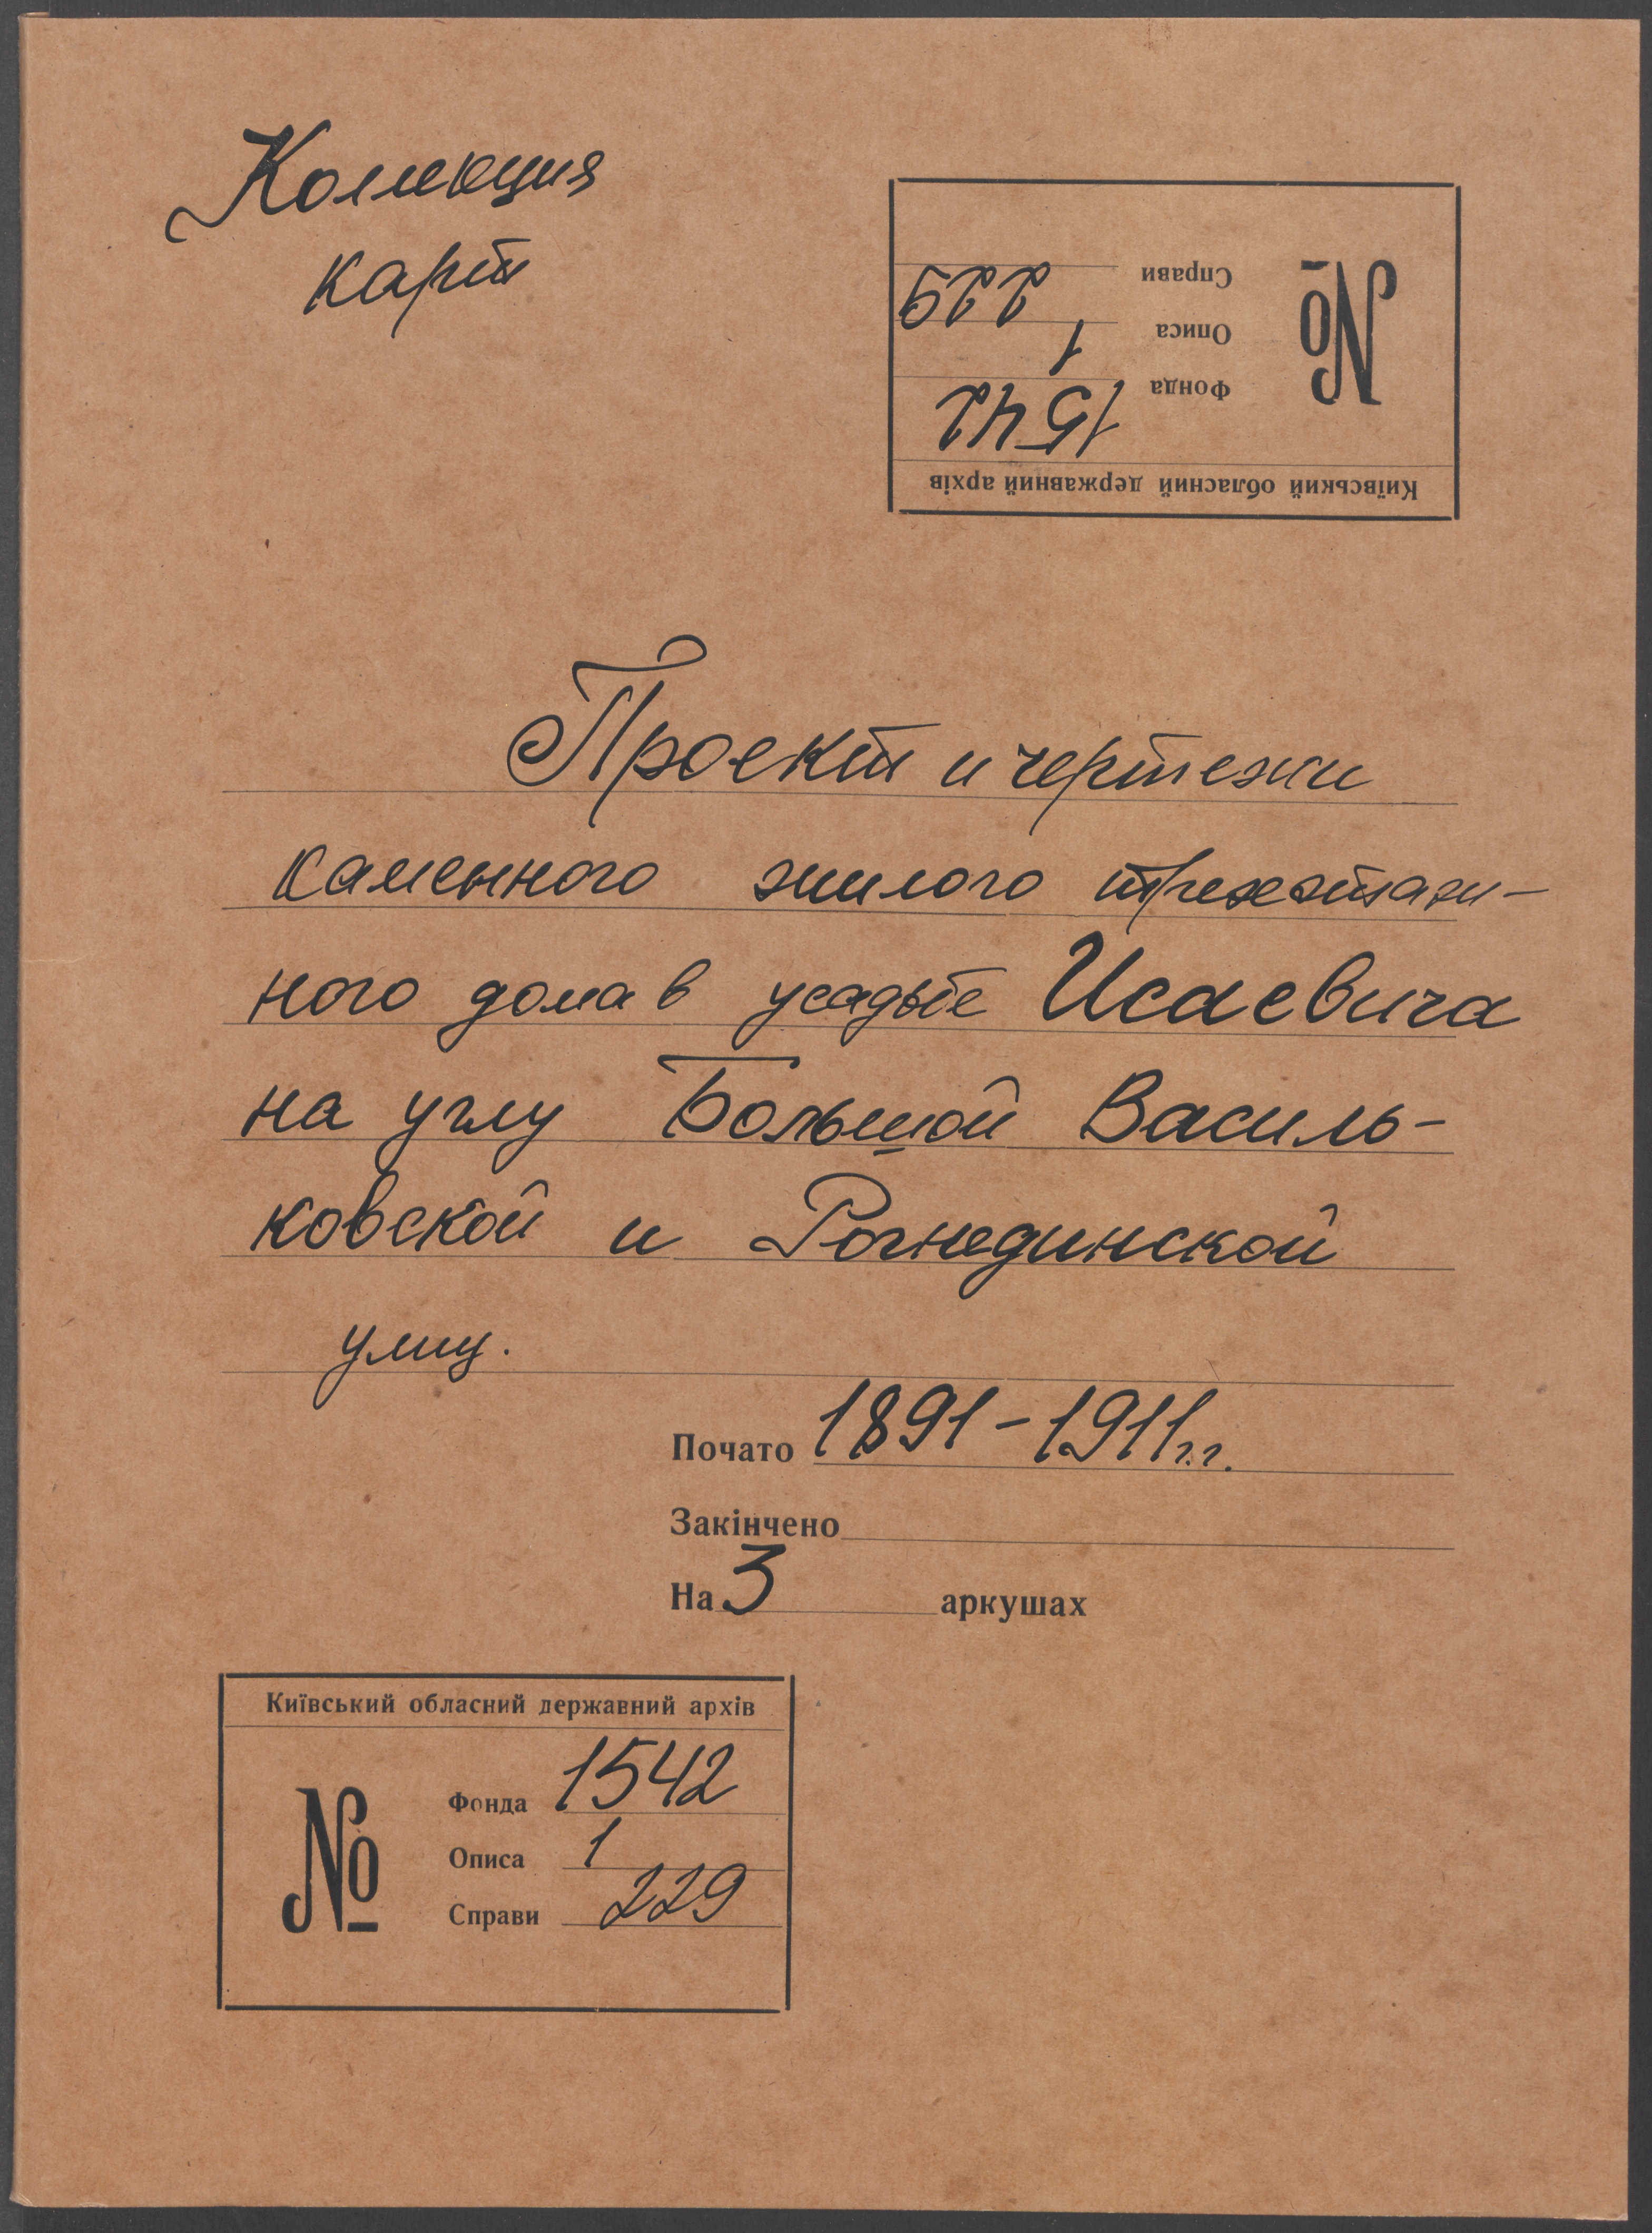 Коллекция
карт
Київський обласний державний архів
№
Фонда 1542
Описа 1
Справи 229
Проект и чертежи
каменного жилого трехэтаж-
ного дома в усадьбе Исаевича
на углу Большой Василь-
ковской и Рогнединской
улиц.
Почато 1891-1911г.г.
Закінчено
На 3 аркушах
Київський обласний державний архів
№
Фонда 1542
Описа 1
Справи 229